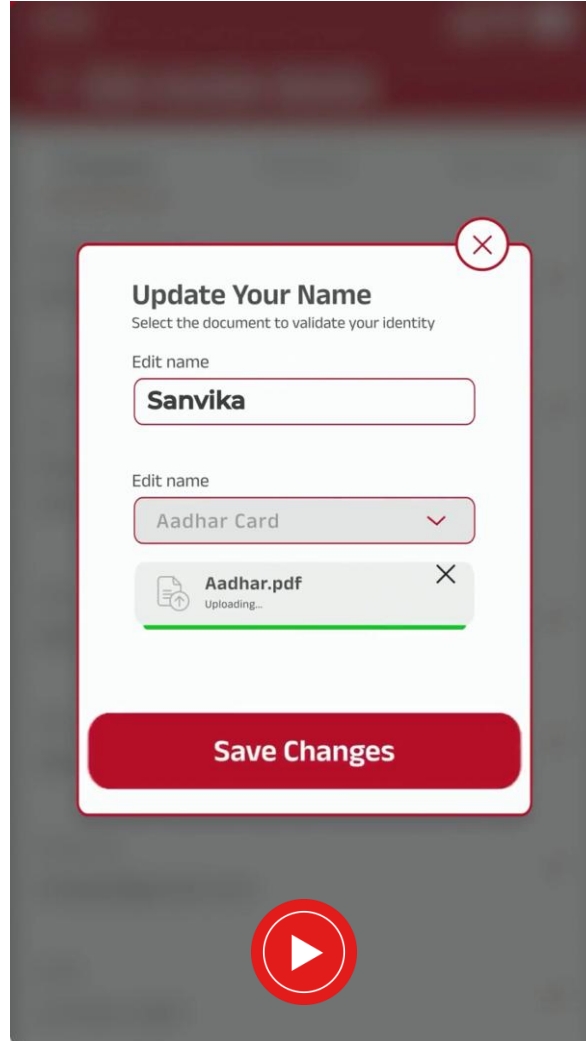 Update Your Name
Select the document to validate your identity
Edit name
Sanvika
Edit name
Aadhar Card
Aadhar.pdf
Uploading...
Save Changes